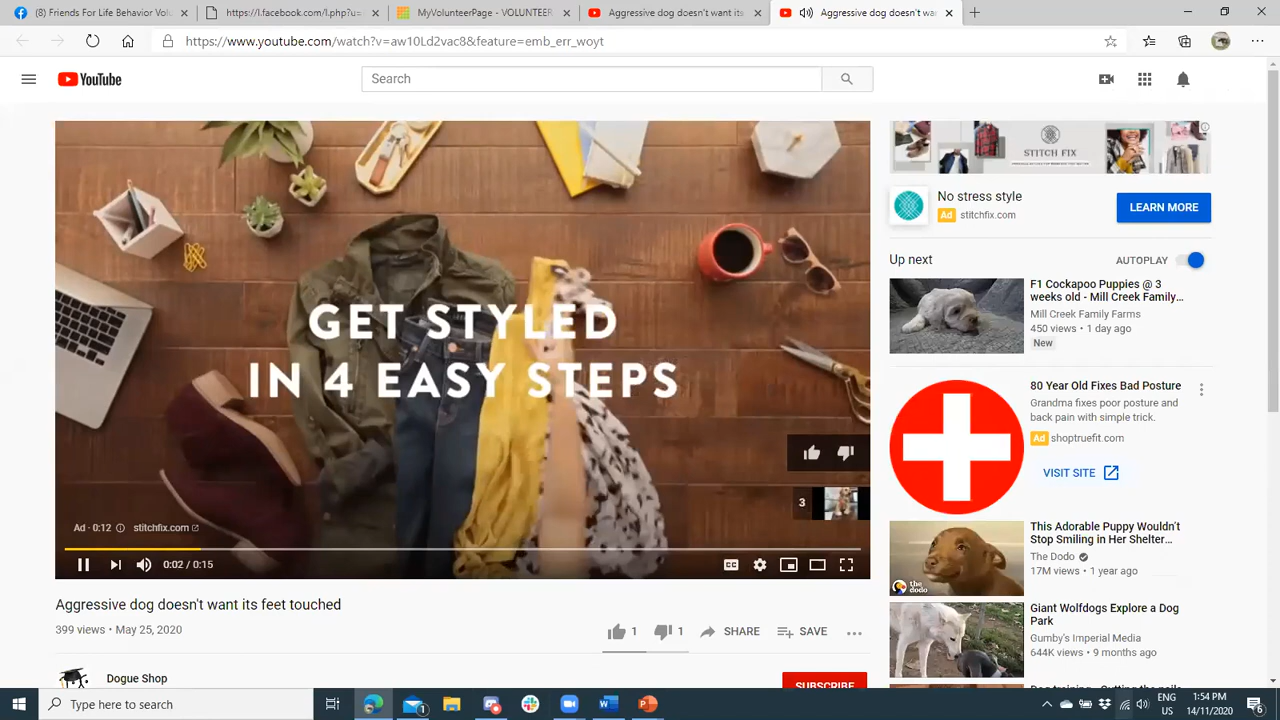 (3) Friends For Life Behavior Volu
https://l.facebook.com/l.php?u=
MyVolunteerPage - VOLUNTEER
Aggressive dog doesn't want its
Aggressive dog doesn't wan
https://www.youtube.com/watch?v=aw10Ld2vac8&feature=emb_err_woyt
YouTube
Search
STITCH FIX
No stress style
Ad stitchfix.com
LEARN MORE
GET STYLED
IN 4 EASY STEPS
3
Ad · 0:12 stitchfix.com
CC
0:02 / 0:15
Aggressive dog doesn't want its feet touched
399 views • May 25, 2020
1 1 SHARE SAVE
Dogue Shop
SUBSCRIBE
Up next
AUTOPLAY
F1 Cockapoo Puppies @ 3
weeks old - Mill Creek Family...
Mill Creek Family Farms
450 views • 1 day ago
New
80 Year Old Fixes Bad Posture
Grandma fixes poor posture and
back pain with simple trick.
Ad shoptruefit.com
VISIT SITE
This Adorable Puppy Wouldn't
Stop Smiling in Her Shelter...
The Dodo
17M views • 1 year ago
the dodo
Giant Wolfdogs Explore a Dog
Park
Gumby's Imperial Media
644K views • 9 months ago
Type here to search
ENG
US
1:54 PM
14/11/2020
6